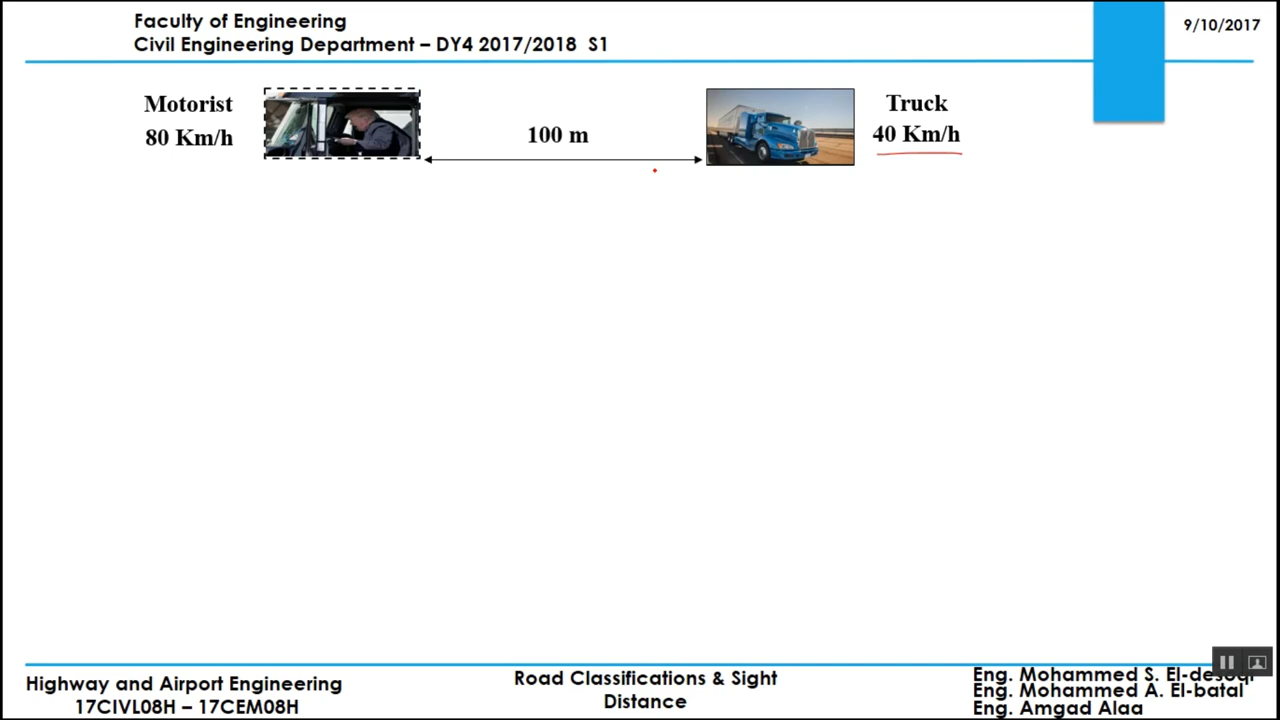 Faculty of Engineering
Civil Engineering Department – DY4 2017/2018 S1
9/10/2017
Motorist
80 Km/h
100 m
Truck
40 Km/h
Highway and Airport Engineering
17CIVL08H – 17CEM08H
Road Classifications & Sight
Distance
Eng. Mohammed S. El-desoqi
Eng. Mohammed A. El-batal
Eng. Amgad Alaa